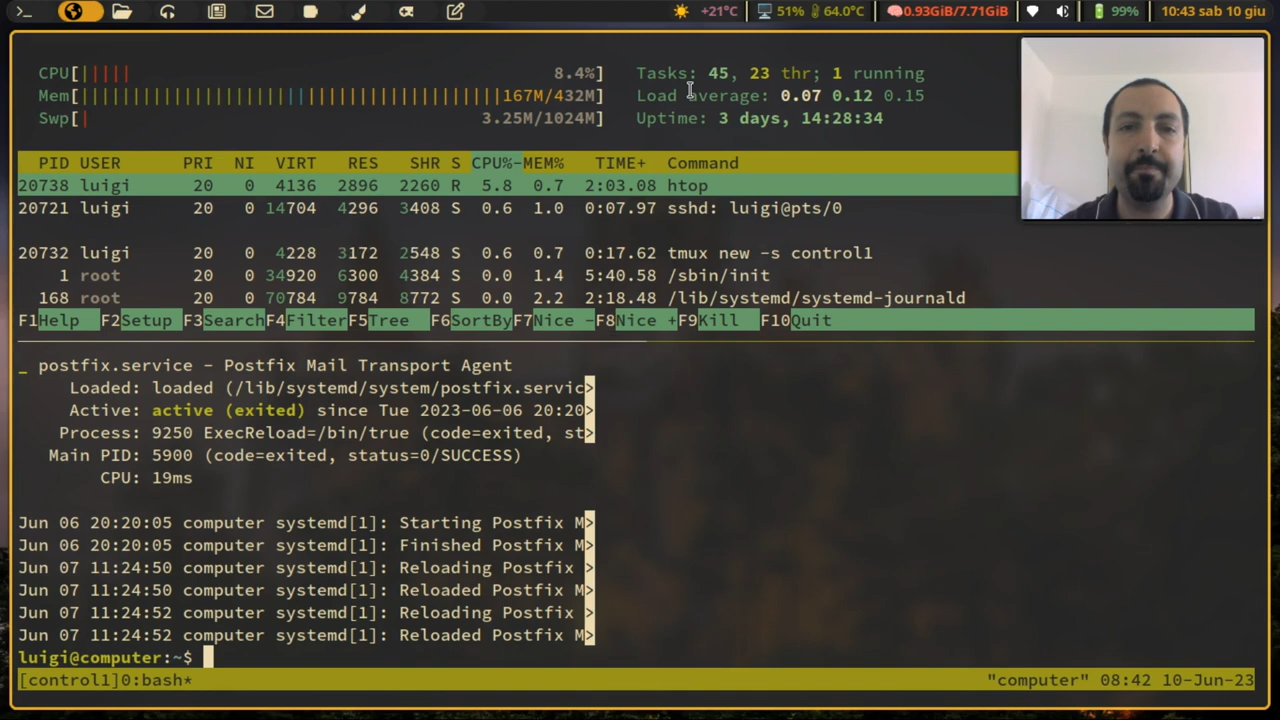 +21°C 51% 64.0°C 0.93GiB/7.71GiB 99% 10:43 sab 10 giu
CPU[||||| 8.4%] Tasks: 45, 23 thr; 1 running
Mem[|||||||||||||||||||||||||||||||||||||||||167M/432M] Load average: 0.07 0.12 0.15
Swp[| 3.25M/1024M] Uptime: 3 days, 14:28:34
PID USER PRI NI VIRT RES SHR S CPU%-MEM% TIME+ Command
20738 luigi 20 0 4136 2896 2260 R 5.8 0.7 2:03.08 htop
20721 luigi 20 0 14704 4296 3408 S 0.6 1.0 0:07.97 sshd: luigi@pts/0
20732 luigi 20 0 4228 3172 2548 S 0.6 0.7 0:17.62 tmux new -s control1
1 root 20 0 34920 6300 4384 S 0.0 1.4 5:40.58 /sbin/init
168 root 20 0 70784 9784 8772 S 0.0 2.2 2:18.48 /lib/systemd/systemd-journald
F1Help F2Setup F3SearchF4FilterF5Tree F6SortByF7Nice -F8Nice +F9Kill F10Quit
_ postfix.service - Postfix Mail Transport Agent
Loaded: loaded (/lib/systemd/system/postfix.servic>
Active: active (exited) since Tue 2023-06-06 20:20>
Process: 9250 ExecReload=/bin/true (code=exited, st>
Main PID: 5900 (code=exited, status=0/SUCCESS)
CPU: 19ms
Jun 06 20:20:05 computer systemd[1]: Starting Postfix M>
Jun 06 20:20:05 computer systemd[1]: Finished Postfix M>
Jun 07 11:24:50 computer systemd[1]: Reloading Postfix >
Jun 07 11:24:50 computer systemd[1]: Reloaded Postfix M>
Jun 07 11:24:52 computer systemd[1]: Reloading Postfix >
Jun 07 11:24:52 computer systemd[1]: Reloaded Postfix M>
luigi@computer:~$
[control1]0:bash* "computer" 08:42 10-Jun-23